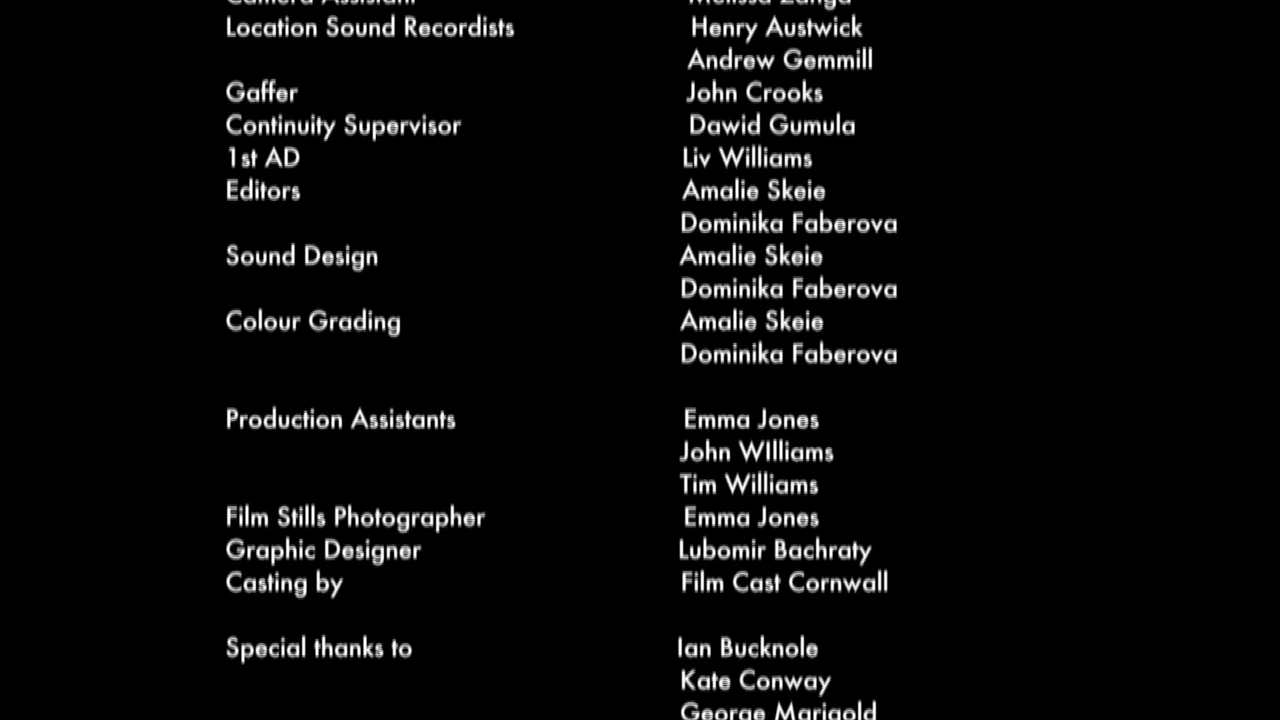 Camera Assistant Melissa Zanga
Location Sound Recordists Henry Austwick
Andrew Gemmill
Gaffer John Crooks
Continuity Supervisor Dawid Gumula
1st AD Liv Williams
Editors Amalie Skeie
Dominika Faberova
Sound Design Amalie Skeie
Dominika Faberova
Colour Grading Amalie Skeie
Dominika Faberova
Production Assistants Emma Jones
John WIlliams
Tim Williams
Film Stills Photographer Emma Jones
Graphic Designer Lubomir Bachraty
Casting by Film Cast Cornwall
Special thanks to Ian Bucknole
Kate Conway
George Marigold